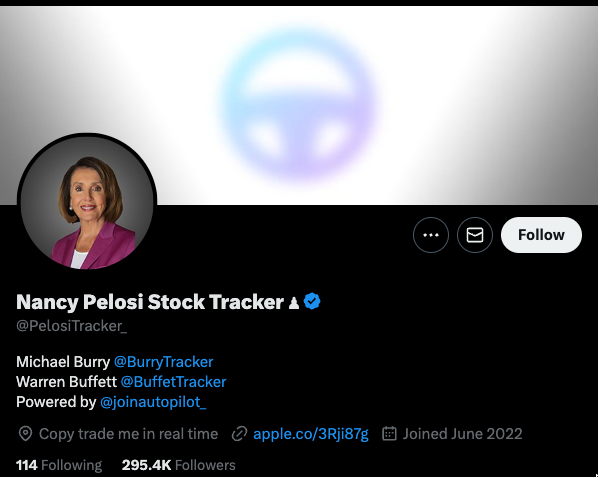 Follow
Nancy Pelosi Stock Tracker ♟
@PelosiTracker_
Michael Burry @BurryTracker
Warren Buffett @BuffetTracker
Powered by @joinautopilot_
Copy trade me in real time apple.co/3Rji87g Joined June 2022
114 Following 295.4K Followers